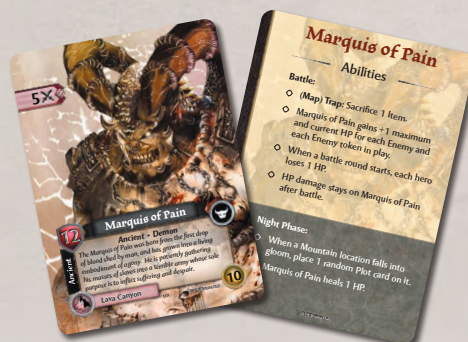 5
Marquis of Pain
12
Ancient
Ancient • Demon
The Marquis of Pain was born from the first drop
of blood shed by man, and has grown into a living
embodiment of agony. He is patiently gathering
his masses of slaves into a terrible army whose sole
purpose is to inflict suffering and despair.
Lava Canyon
10
Marquis of Pain
Abilities
Battle:
(Map) Trap: Sacrifice 1 Item.
Marquis of Pain gains +1 maximum
and current HP for each Enemy and
each Enemy token in play.
When a battle round starts, each hero
loses 1 HP.
HP damage stays on Marquis of Pain
after battle.
Night Phase:
When a Mountain location falls into
gloom, place 1 random Plot card on it.
Marquis of Pain heals 1 HP.